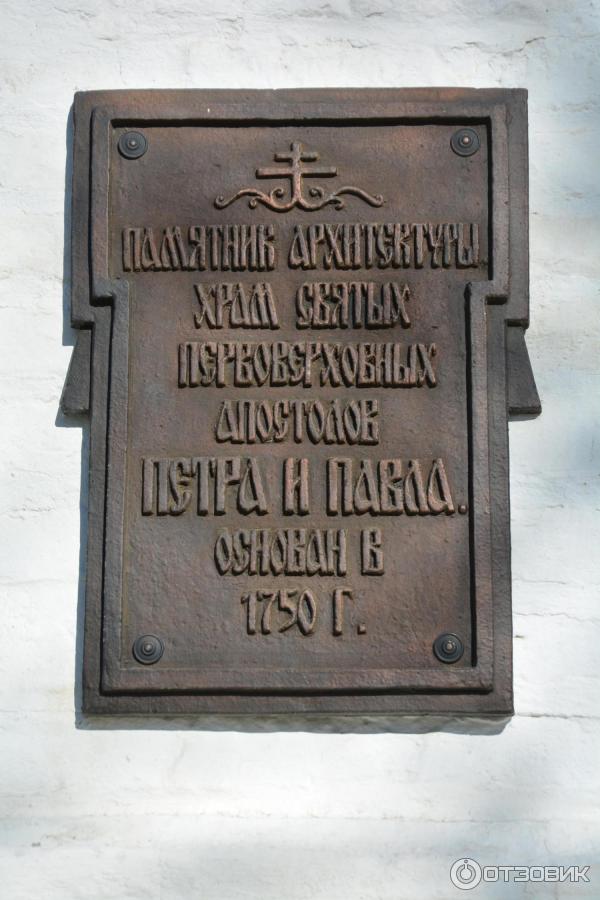 ПАМЯТНИК АРХИТЕКТУРЫ
ХРАМ СВЯТЫХ
ПЕРВОВЕРХОВНЫХ
АПОСТОЛОВ
ПЕТРА И ПАВЛА.
ОСНОВАН В
1750 Г.
ОТЗОВИК